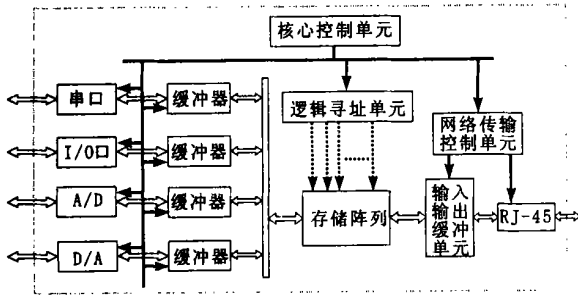 核心控制单元
串口
缓冲器
逻辑寻址单元
网络传输
控制单元
I/O口
缓冲器
A/D
缓冲器
存储阵列
输入
输出
缓冲
单元
RJ-45
D/A
缓冲器